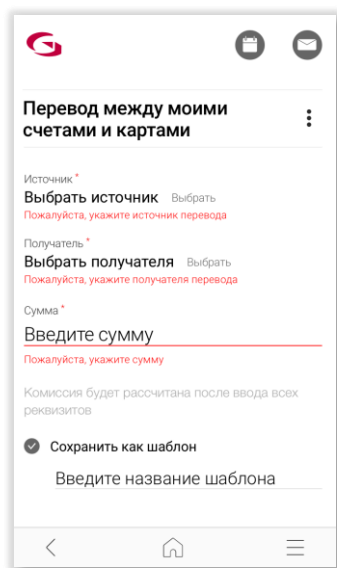 Перевод между моими
счетами и картами
Источник *
Выбрать источник Выбрать
Пожалуйста, укажите источник перевода
Получатель *
Выбрать получателя Выбрать
Пожалуйста, укажите получателя перевода
Сумма *
Введите сумму
Пожалуйста, укажите сумму
Комиссия будет рассчитана после ввода всех
реквизитов
Сохранить как шаблон
Введите название шаблона